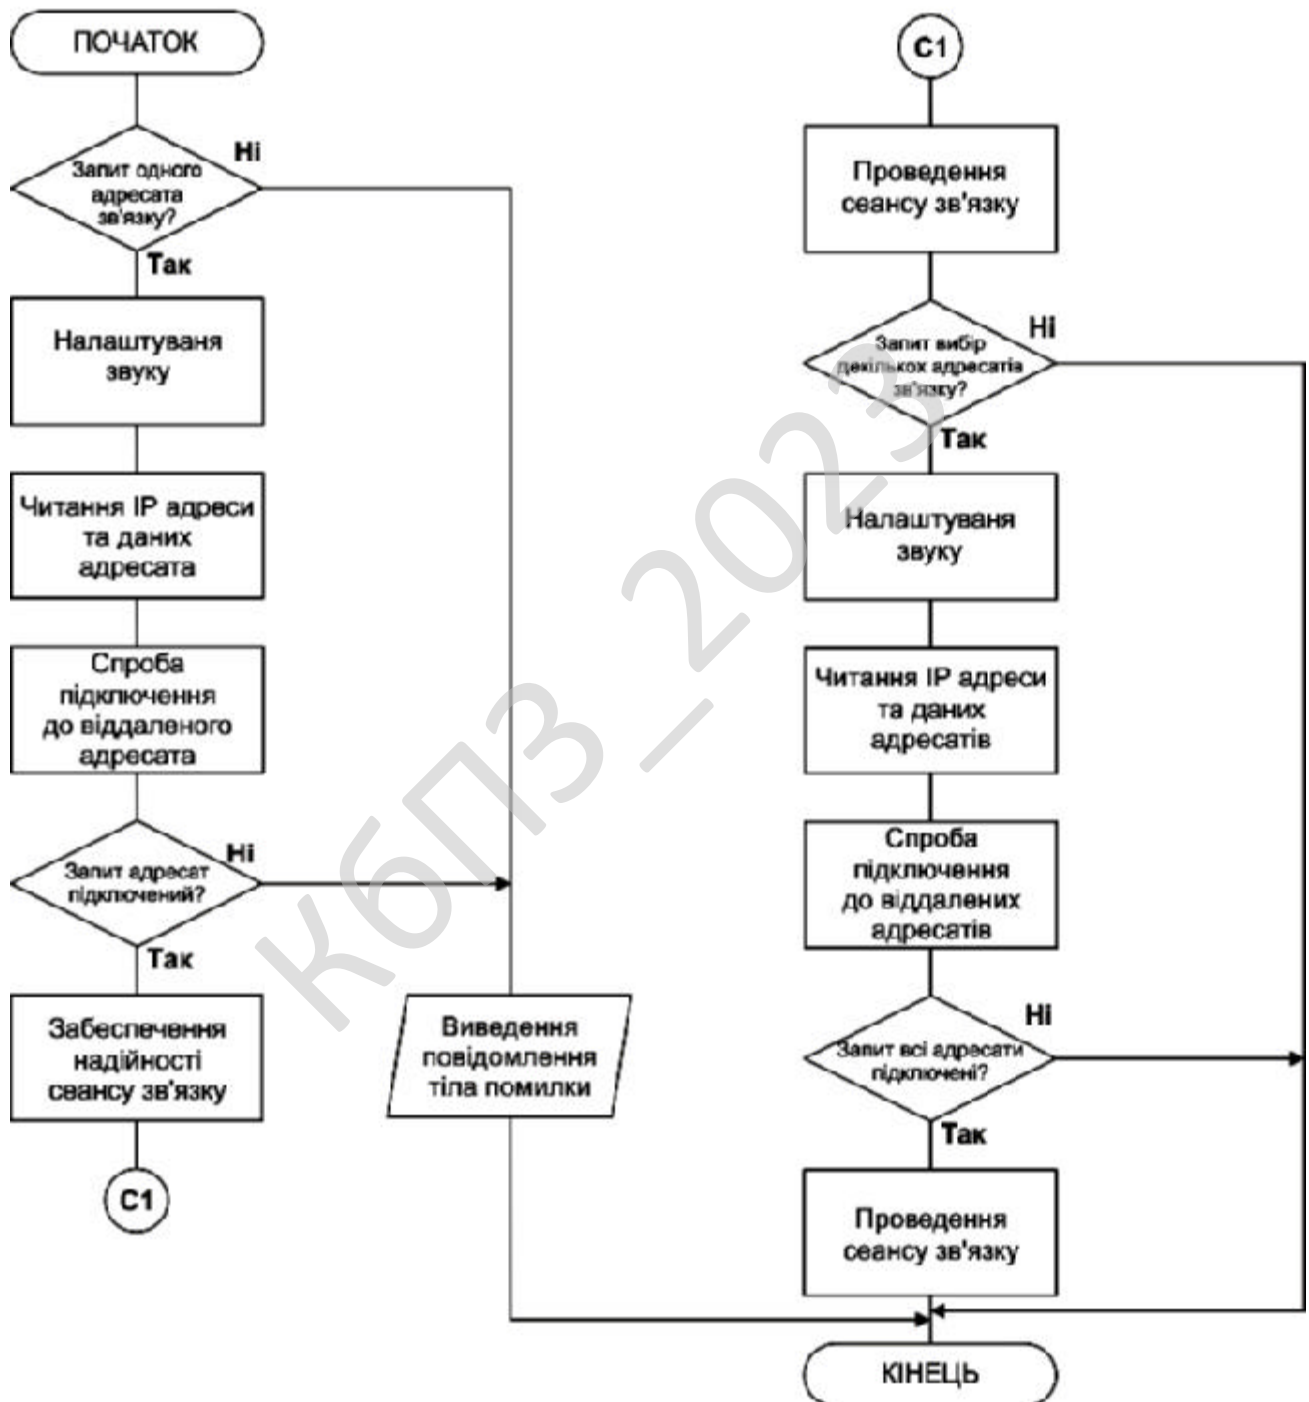 ПОЧАТОК
Запит одного
адресата
зв'язку?
Ні
Так
Налаштуваня
звуку
Читання IP адреси
та даних
адресата
Спроба
підключення
до віддаленого
адресата
Запит адресат
підключений?
Ні
Так
Забеспечення
надійності
сеансу зв'язку
С1
Виведення
повідомлення
тіла помилки
С1
Проведення
сеансу зв'язку
Запит вибір
декількох адресатів
зв'язку?
Ні
Так
Налаштуваня
звуку
Читання IP адреси
та даних
адресатів
Спроба
підключення
до віддалених
адресатів
Запит всі адресати
підключені?
Ні
Так
Проведення
сеансу зв'язку
КІНЕЦЬ
КбПЗ_2023